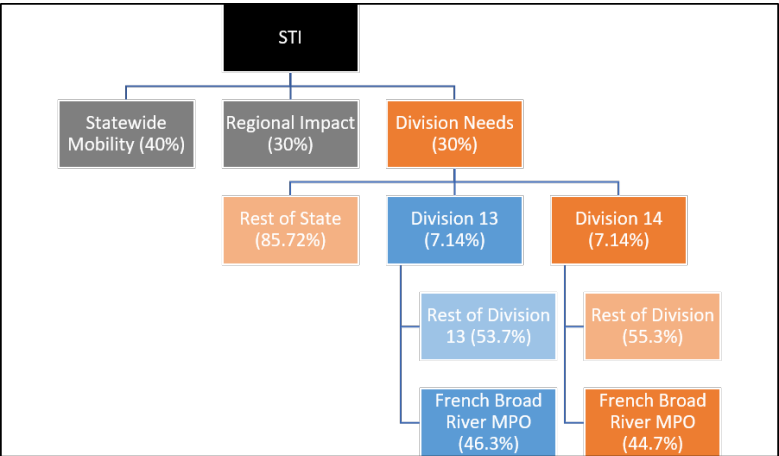 STI
Statewide
Mobility (40%)
Regional Impact
(30%)
Division Needs
(30%)
Rest of State
(85.72%)
Division 13
(7.14%)
Division 14
(7.14%)
Rest of Division
13 (53.7%)
Rest of Division
(55.3%)
French Broad
River MPO
(46.3%)
French Broad
River MPO
(44.7%)